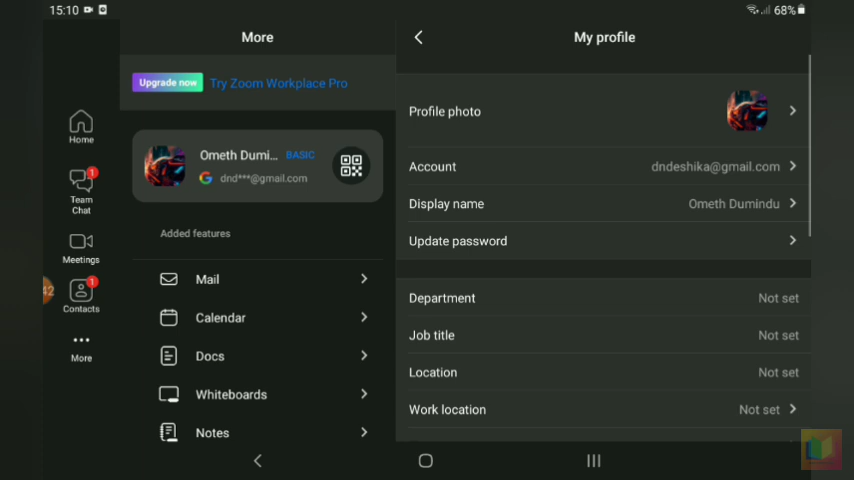 15:10
68%
More
My profile
Upgrade now Try Zoom Workplace Pro
Profile photo
Home
Ometh Dumi... BASIC
dnd***@gmail.com
Account dndeshika@gmail.com
1
Team
Chat
Display name Ometh Dumindu
Added features
Update password
Meetings
Mail
42
1
Contacts
Department Not set
Calendar
Job title Not set
More
Docs
Location Not set
Whiteboards
Work location Not set
Notes